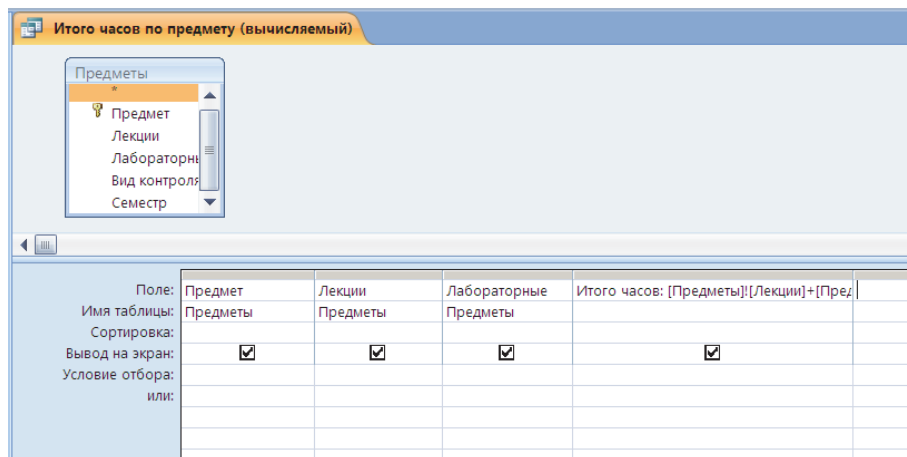 Итого часов по предмету (вычисляемый)
Предметы
*
Предмет
Лекции
Лабораторны
Вид контроля
Семестр
Поле: Предмет Лекции Лабораторные Итого часов: [Предметы]![Лекции]+[Пред
Имя таблицы: Предметы Предметы Предметы
Сортировка:
Вывод на экран:
Условие отбора:
или: